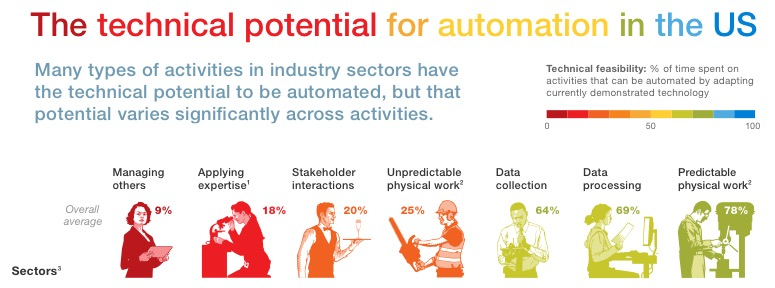 The technical potential for automation in the US
Many types of activities in industry sectors have
the technical potential to be automated, but that
potential varies significantly across activities.
Technical feasibility: % of time spent on
activities that can be automated by adapting
currently demonstrated technology
0 50 100
Managing
others
Applying
expertise¹
Stakeholder
interactions
Unpredictable
physical work²
Data
collection
Data
processing
Predictable
physical work²
Overall
average
9%
18%
20%
25%
64%
69%
78%
Sectors³